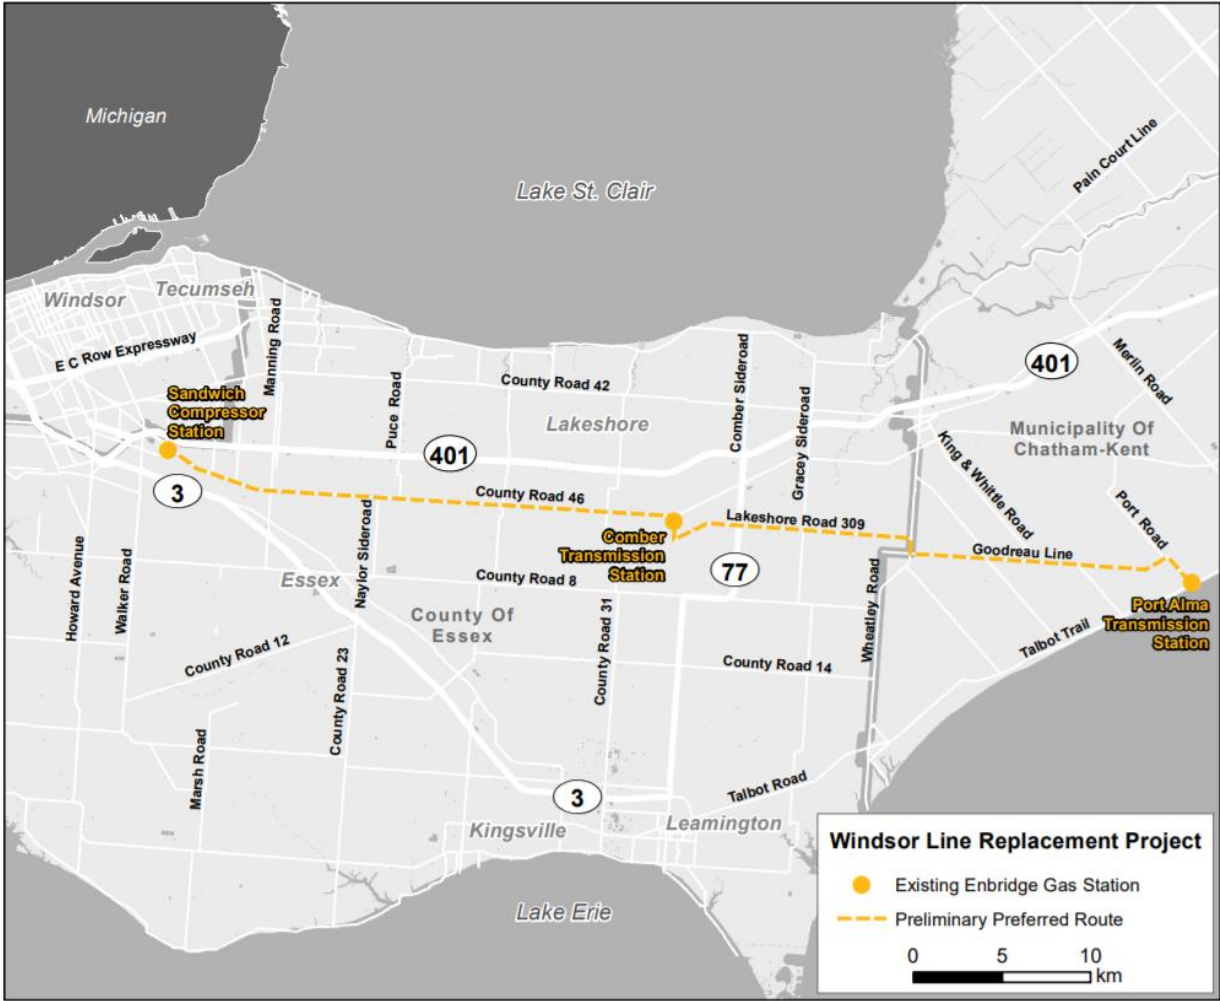 Michigan
Pain Court Line
Lake St. Clair
Windsor
Tecumseh
E C Row Expressway
Manning Road
Sandwich
Compressor
Station
Puce Road
County Road 42
Lakeshore
Comber Sideroad
Gracey Sideroad
401
Merlin Road
Municipality Of
Chatham-Kent
401
3
County Road 46
King & Whittle Road
Port Road
Lakeshore Road 309
Comber
Transmission
Station
Goodreau Line
77
Howard Avenue
Walker Road
Essex
Naylor Sideroad
County Road 8
County Of
Essex
County Road 31
Wheatley Road
Port Alma
Transmission
Station
Talbot Trail
County Road 12
County Road 23
County Road 14
Marsh Road
3
Talbot Road
Kingsville
Leamington
Lake Erie
Windsor Line Replacement Project
Existing Enbridge Gas Station
Preliminary Preferred Route
0 5 10
km